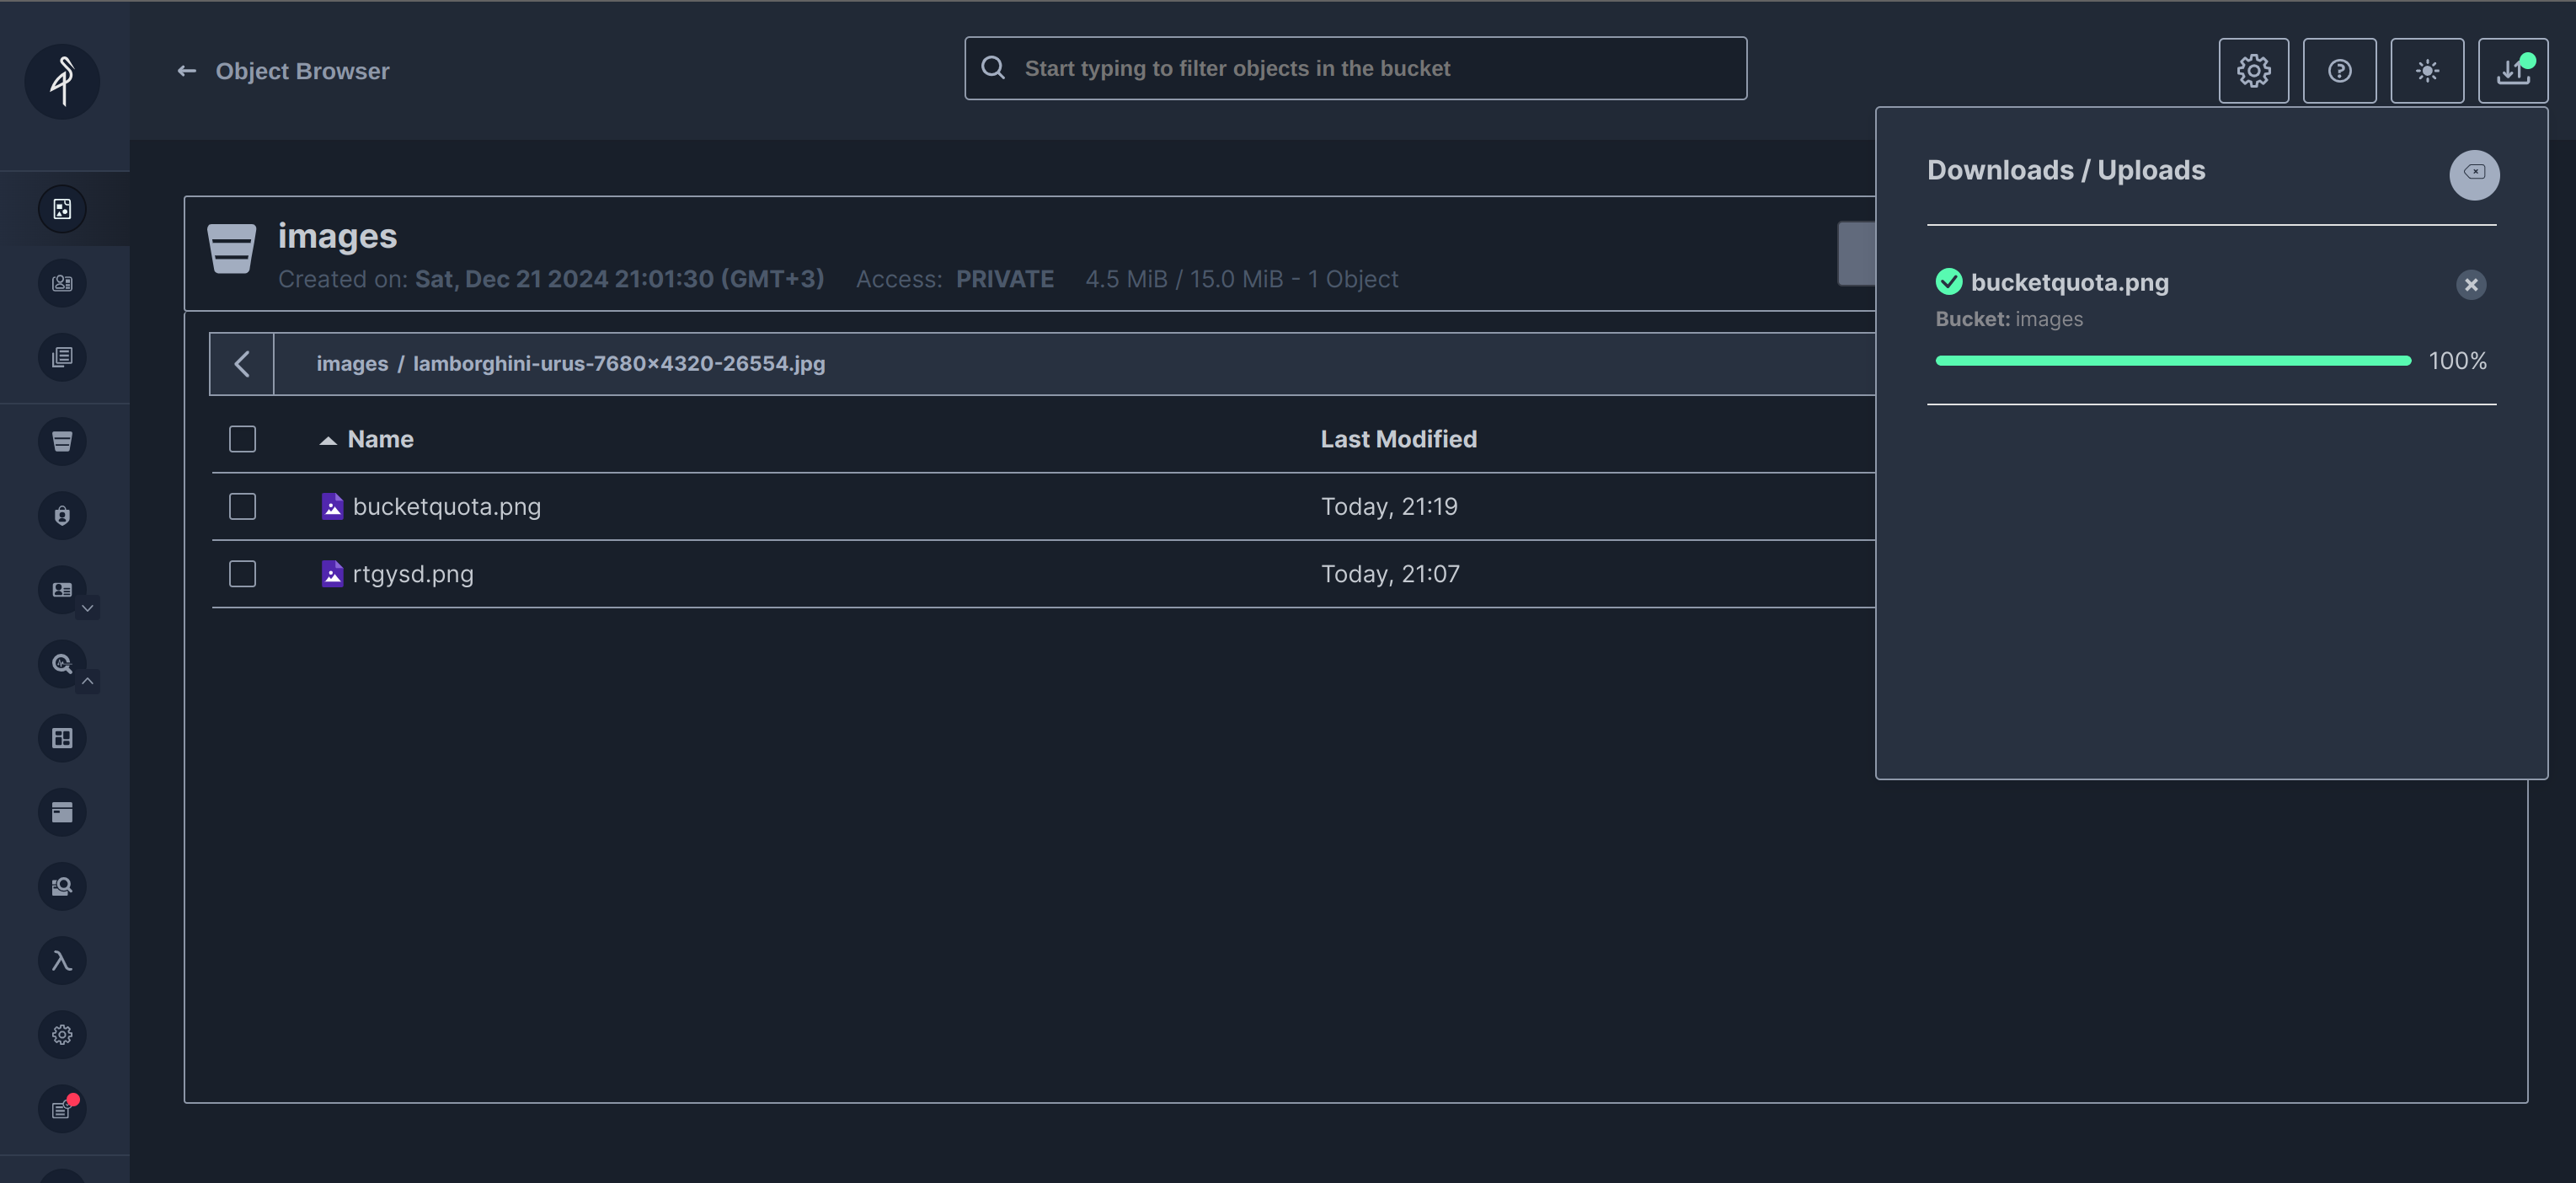 Object Browser
Start typing to filter objects in the bucket
images
Created on: Sat, Dec 21 2024 21:01:30 (GMT+3) Access: PRIVATE 4.5 MiB / 15.0 MiB - 1 Object
images / lamborghini-urus-7680x4320-26554.jpg
Name Last Modified
bucketquota.png Today, 21:19
rtgysd.png Today, 21:07
Downloads / Uploads
bucketquota.png
Bucket: images
100%